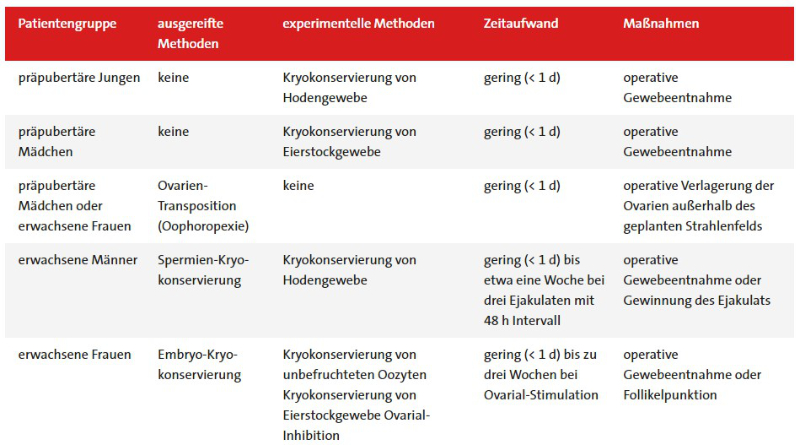 Patientengruppe
ausgereifte
Methoden
experimentelle Methoden
Zeitaufwand
Maßnahmen
präpubertäre Jungen
keine
Kryokonservierung von
Hodengewebe
gering (< 1 d)
operative
Gewebeentnahme
präpubertäre
Mädchen
keine
Kryokonservierung von
Eierstockgewebe
gering (< 1 d)
operative
Gewebeentnahme
präpubertäre
Mädchen oder
erwachsene Frauen
Ovarien-
Transposition
(Oophoropexie)
keine
gering (< 1 d)
operative Verlagerung der
Ovarien außerhalb des
geplanten Strahlenfelds
erwachsene Männer
Spermien-Kryo-
konservierung
Kryokonservierung von
Hodengewebe
gering (< 1 d) bis
etwa eine Woche bei
drei Ejakulaten mit
48 h Intervall
operative
Gewebeentnahme oder
Gewinnung des Ejakulats
erwachsene Frauen
Embryo-Kryo-
konservierung
Kryokonservierung von
unbefruchteten Oozyten
Kryokonservierung von
Eierstockgewebe Ovarial-
Inhibition
gering (< 1 d) bis zu
drei Wochen bei
Ovarial-Stimulation
operative
Gewebeentnahme oder
Follikelpunktion